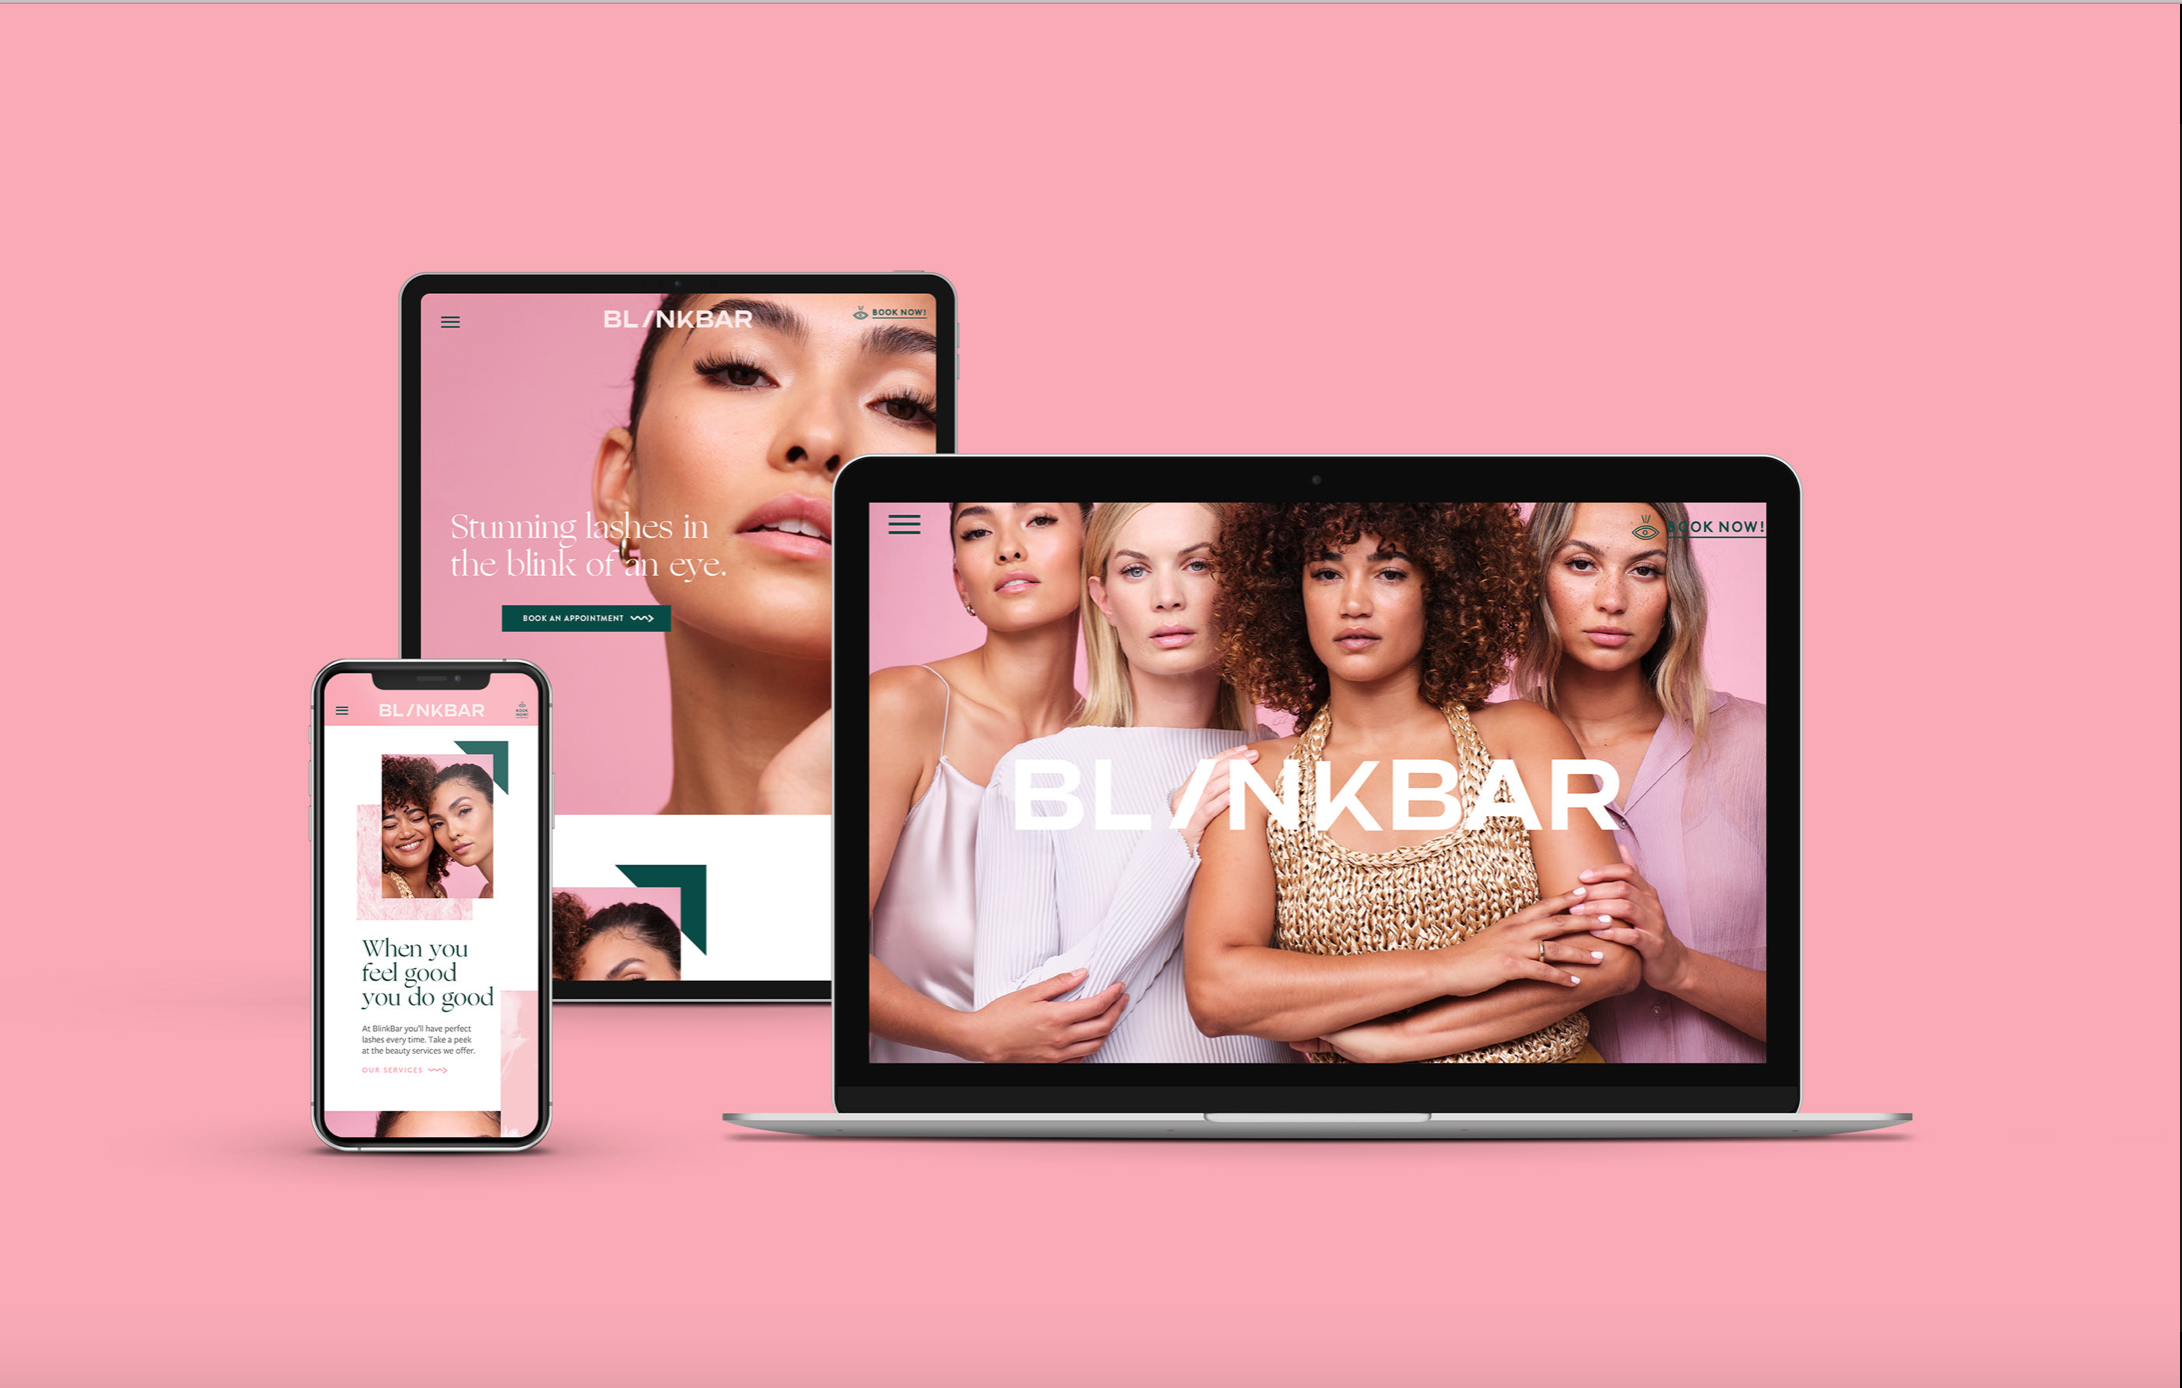 BL/NKBAR
BOOK NOW!
Stunning lashes in
the blink of an eye.
BOOK AN APPOINTMENT
BL/NKBAR
BOOK
NOW!
When you
feel good
you do good
At BlinkBar you'll have perfect
lashes every time. Take a peek
at the beauty services we offer.
OUR SERVICES
BOOK NOW!
BL/NKBAR